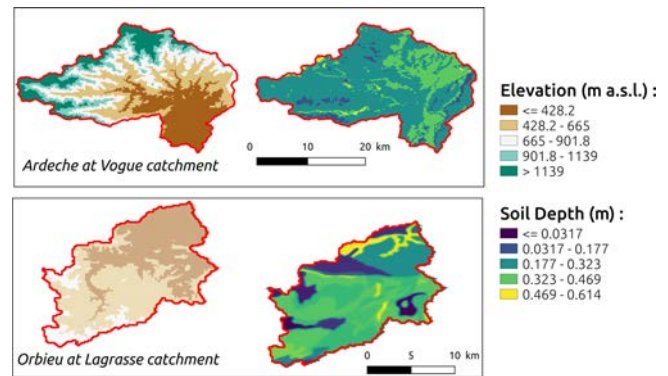 Ardeche at Vogue catchment
0 10 20 km
Elevation (m a.s.l.) :
<= 428.2
428.2 - 665
665 - 901.8
901.8 - 1139
> 1139
Orbieu at Lagrasse catchment
0 5 10 km
Soil Depth (m) :
<= 0.0317
0.0317 - 0.177
0.177 - 0.323
0.323 - 0.469
0.469 - 0.614